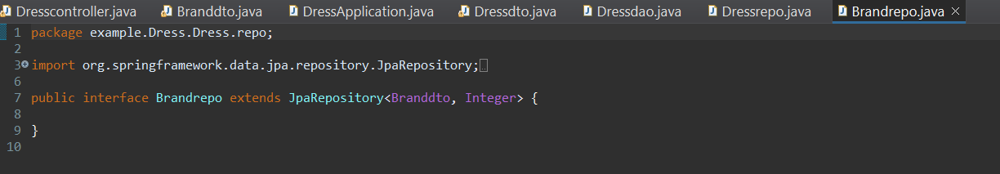 Dresscontroller.java Branddto.java DressApplication.java Dressdto.java Dressdao.java Dressrepo.java Brandrepo.java
1 package example.Dress.Dress.repo;
2
3 import org.springframework.data.jpa.repository.JpaRepository;
6
7 public interface Brandrepo extends JpaRepository<Branddto, Integer> {
8
9 }
10